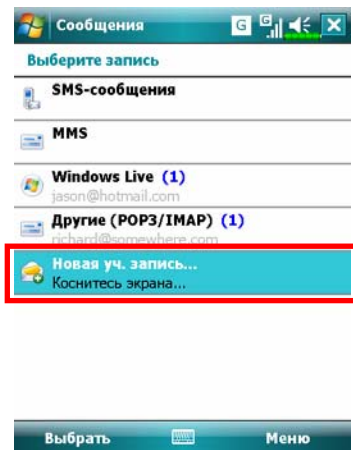 Сообщения
G G
Выберите запись
SMS-сообщения
MMS
Windows Live (1)
jason@hotmail.com
Другие (POP3/IMAP) (1)
richard@somewhere.com
Новая уч. запись...
Коснитесь экрана...
Выбрать Меню